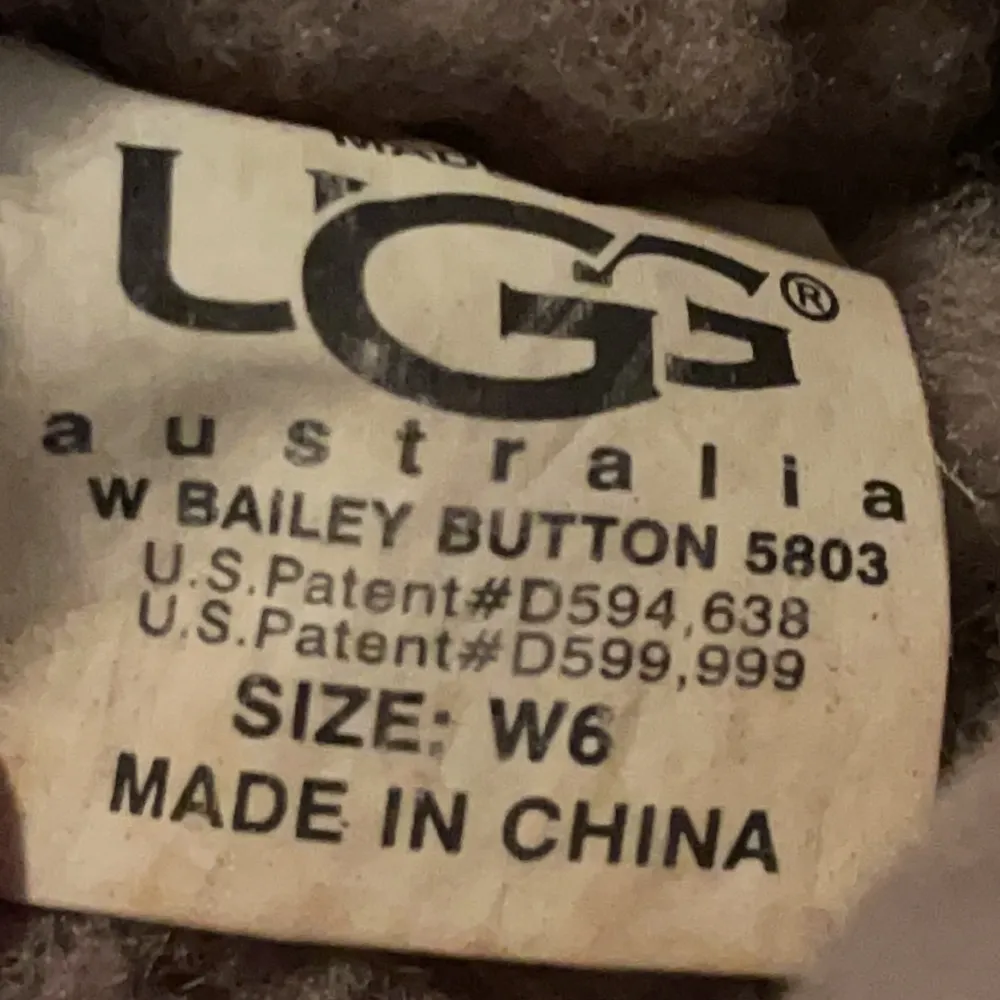 UGG®
australia
W BAILEY BUTTON 5803
U.S.Patent#D594,638
U.S.Patent#D599,999
SIZE: W6
MADE IN CHINA